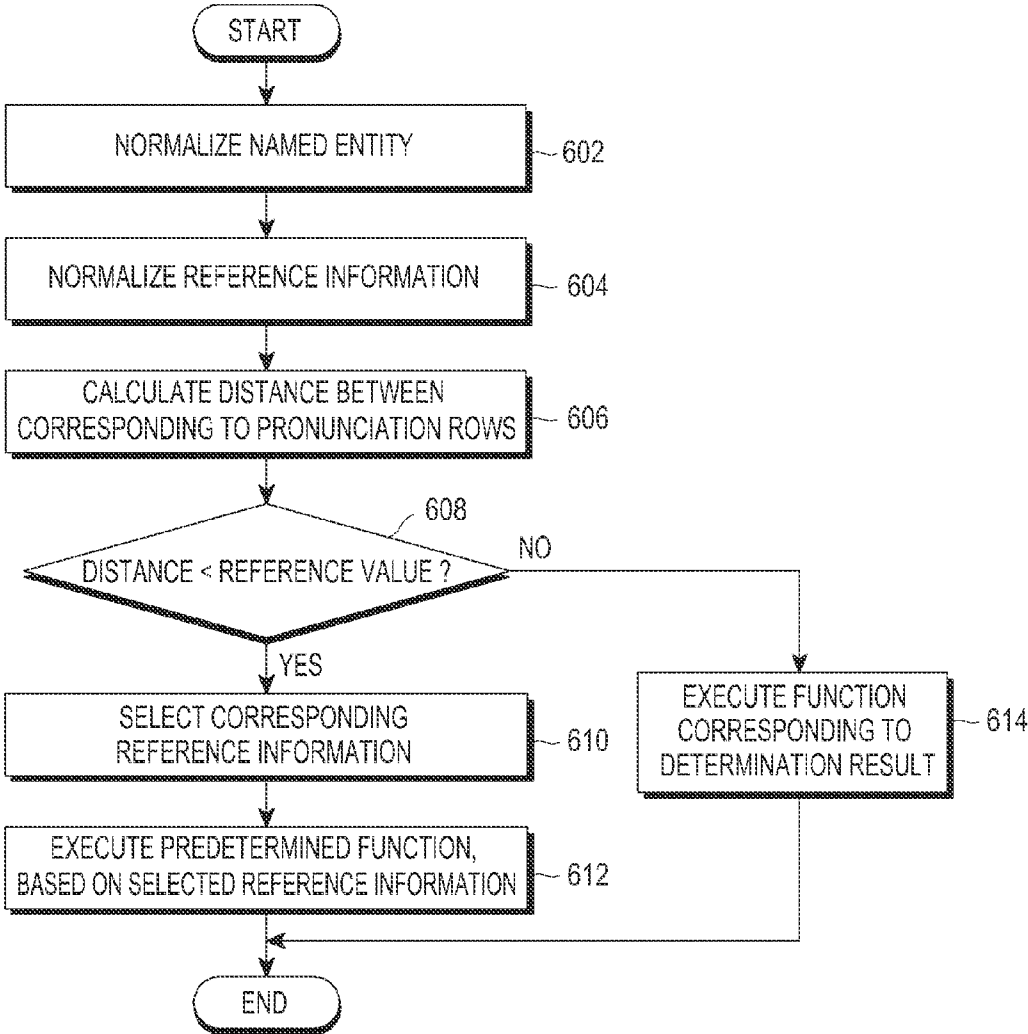 START
NORMALIZE NAMED ENTITY
602
NORMALIZE REFERENCE INFORMATION
604
CALCULATE DISTANCE BETWEEN
CORRESPONDING TO PRONUNCIATION ROWS
606
608
DISTANCE < REFERENCE VALUE ?
NO
YES
SELECT CORRESPONDING
REFERENCE INFORMATION
610
EXECUTE FUNCTION
CORRESPONDING TO
DETERMINATION RESULT
614
EXECUTE PREDETERMINED FUNCTION,
BASED ON SELECTED REFERENCE INFORMATION
612
END